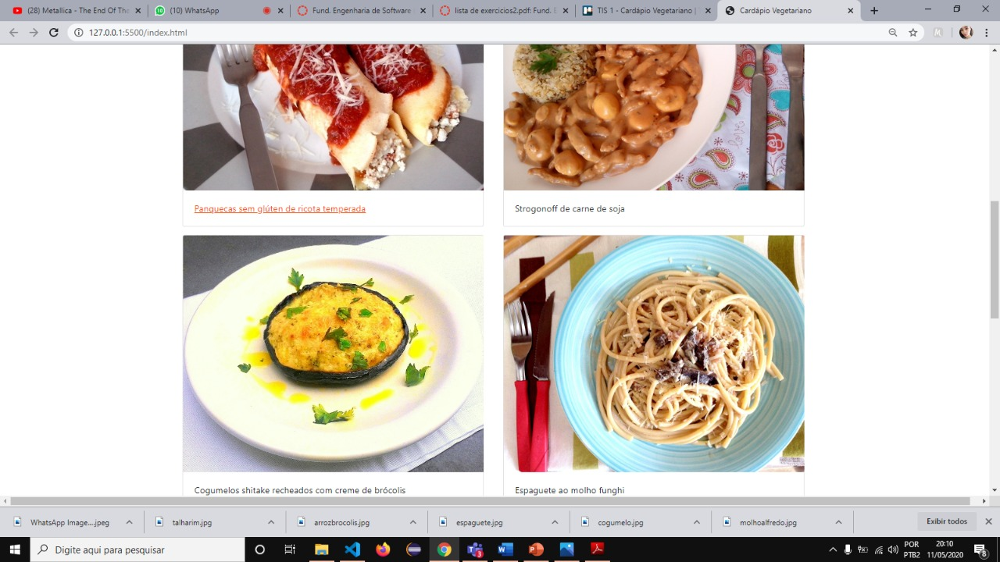 (28) Metallica - The End Of The
(10) WhatsApp
Fund. Engenharia de Software
lista de exercicios2.pdf: Fund. E
TIS 1 - Cardápio Vegetariano |
Cardápio Vegetariano
127.0.0.1:5500/index.html
M
Panquecas sem glúten de ricota temperada
Strogonoff de carne de soja
Cogumelos shitake recheados com creme de brócolis
Espaguete ao molho funghi
WhatsApp Image....jpeg
talharim.jpg
arrozbrocolis.jpg
espaguete.jpg
cogumelo.jpg
molhoalfredo.jpg
Exibir todos
Digite aqui para pesquisar
3
POR
PTB2
20:10
11/05/2020
8